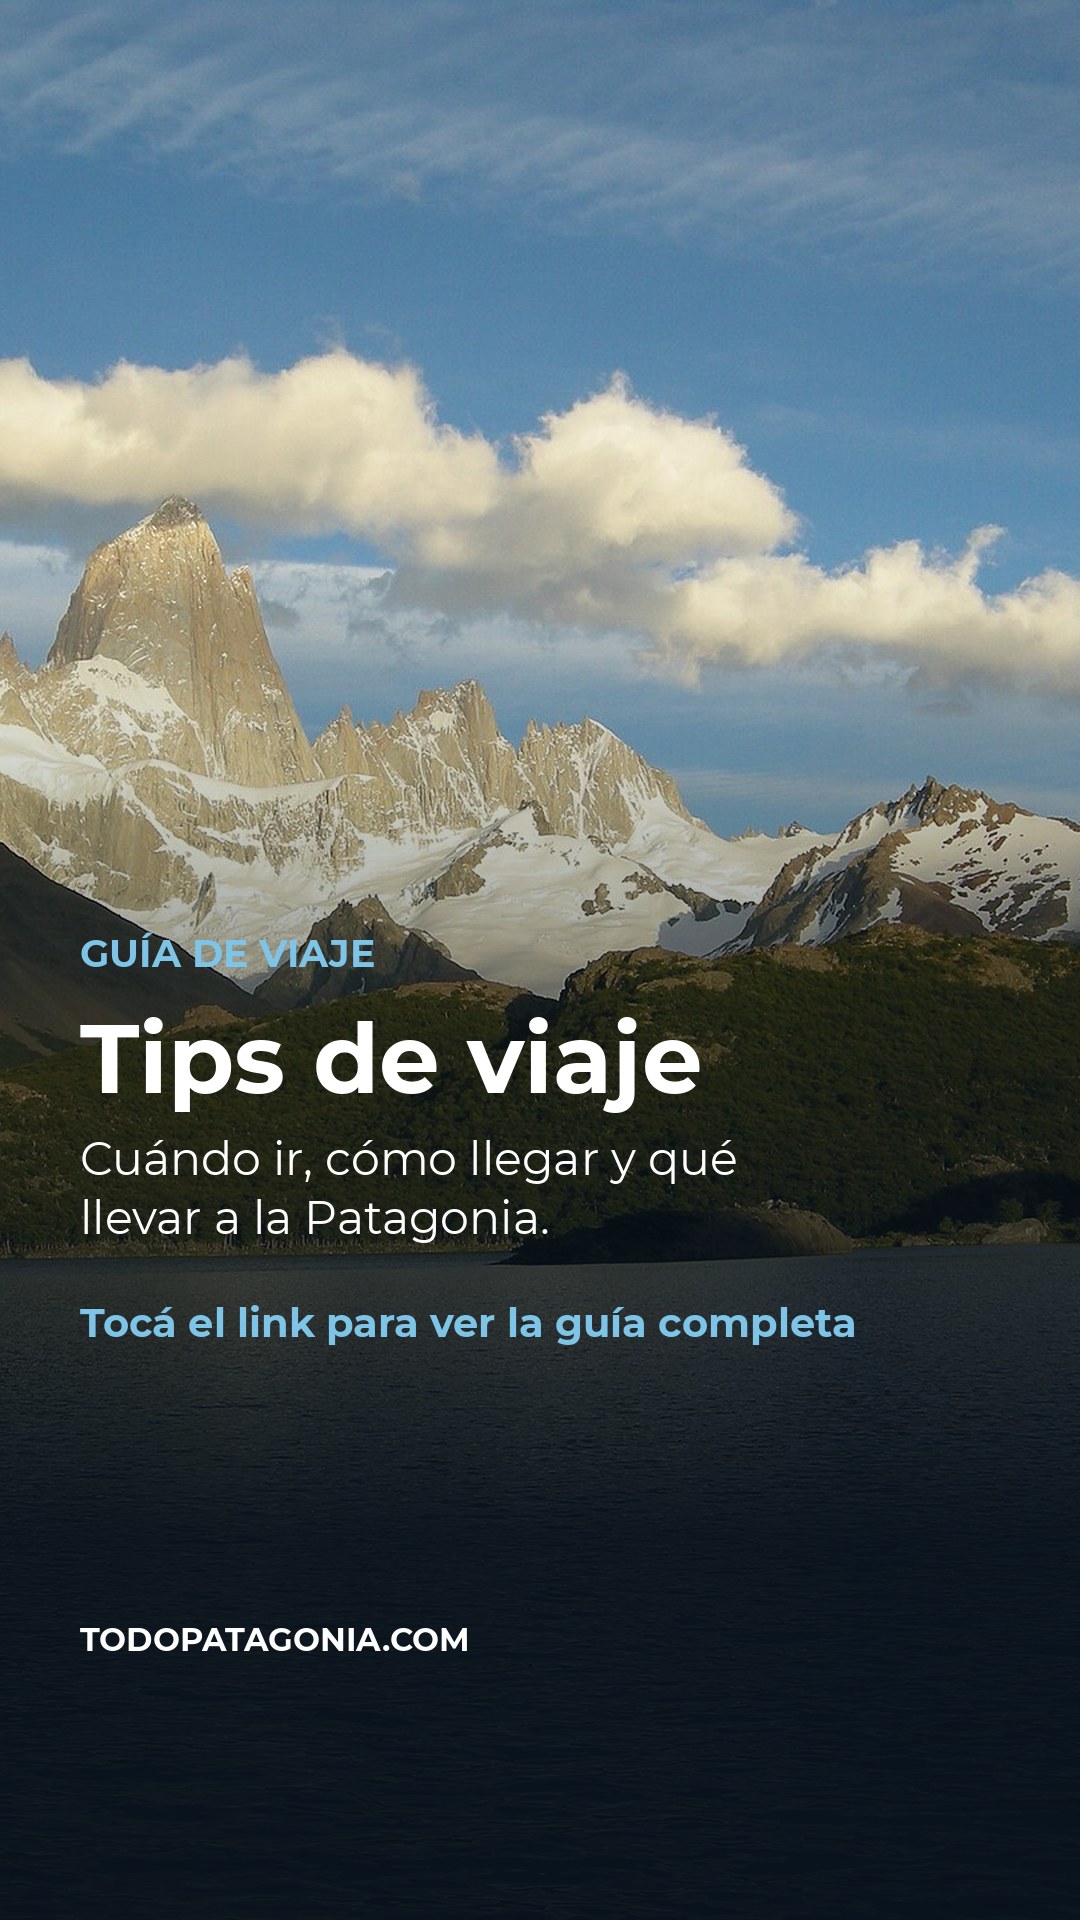 GUÍA DE VIAJE
Tips de viaje
Cuándo ir, cómo llegar y qué
llevar a la Patagonia.
Tocá el link para ver la guía completa
TODOPATAGONIA.COM